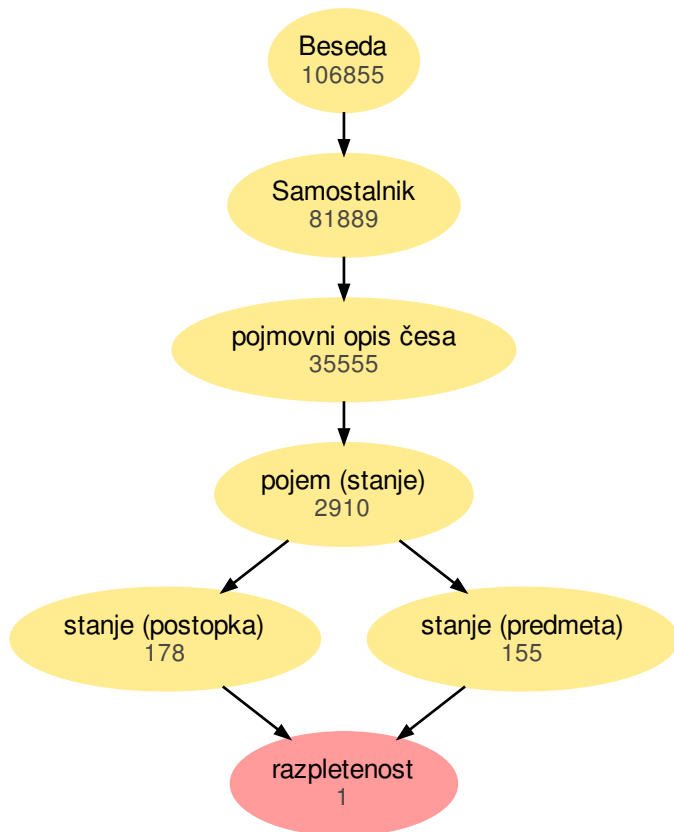 Beseda
106855
Samostalnik
81889
pojmovni opis česa
35555
pojem (stanje)
2910
stanje (postopka)
178
stanje (predmeta)
155
razpletenost
1